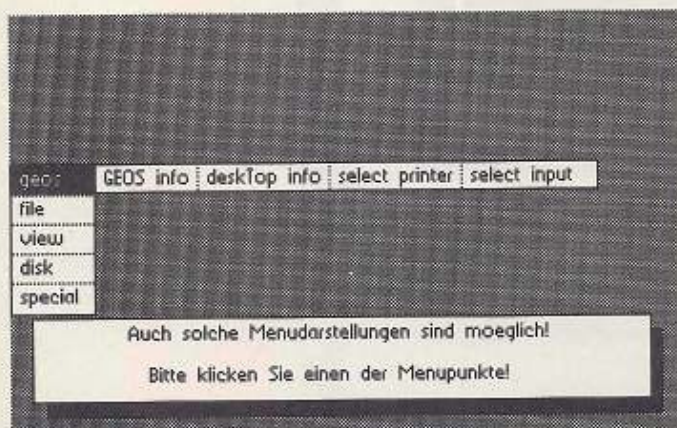 geos GEOS info deskTop info select printer select input
file
view
disk
special
Auch solche Menudarstellungen sind moeglich!
Bitte klicken Sie einen der Menupunkte!